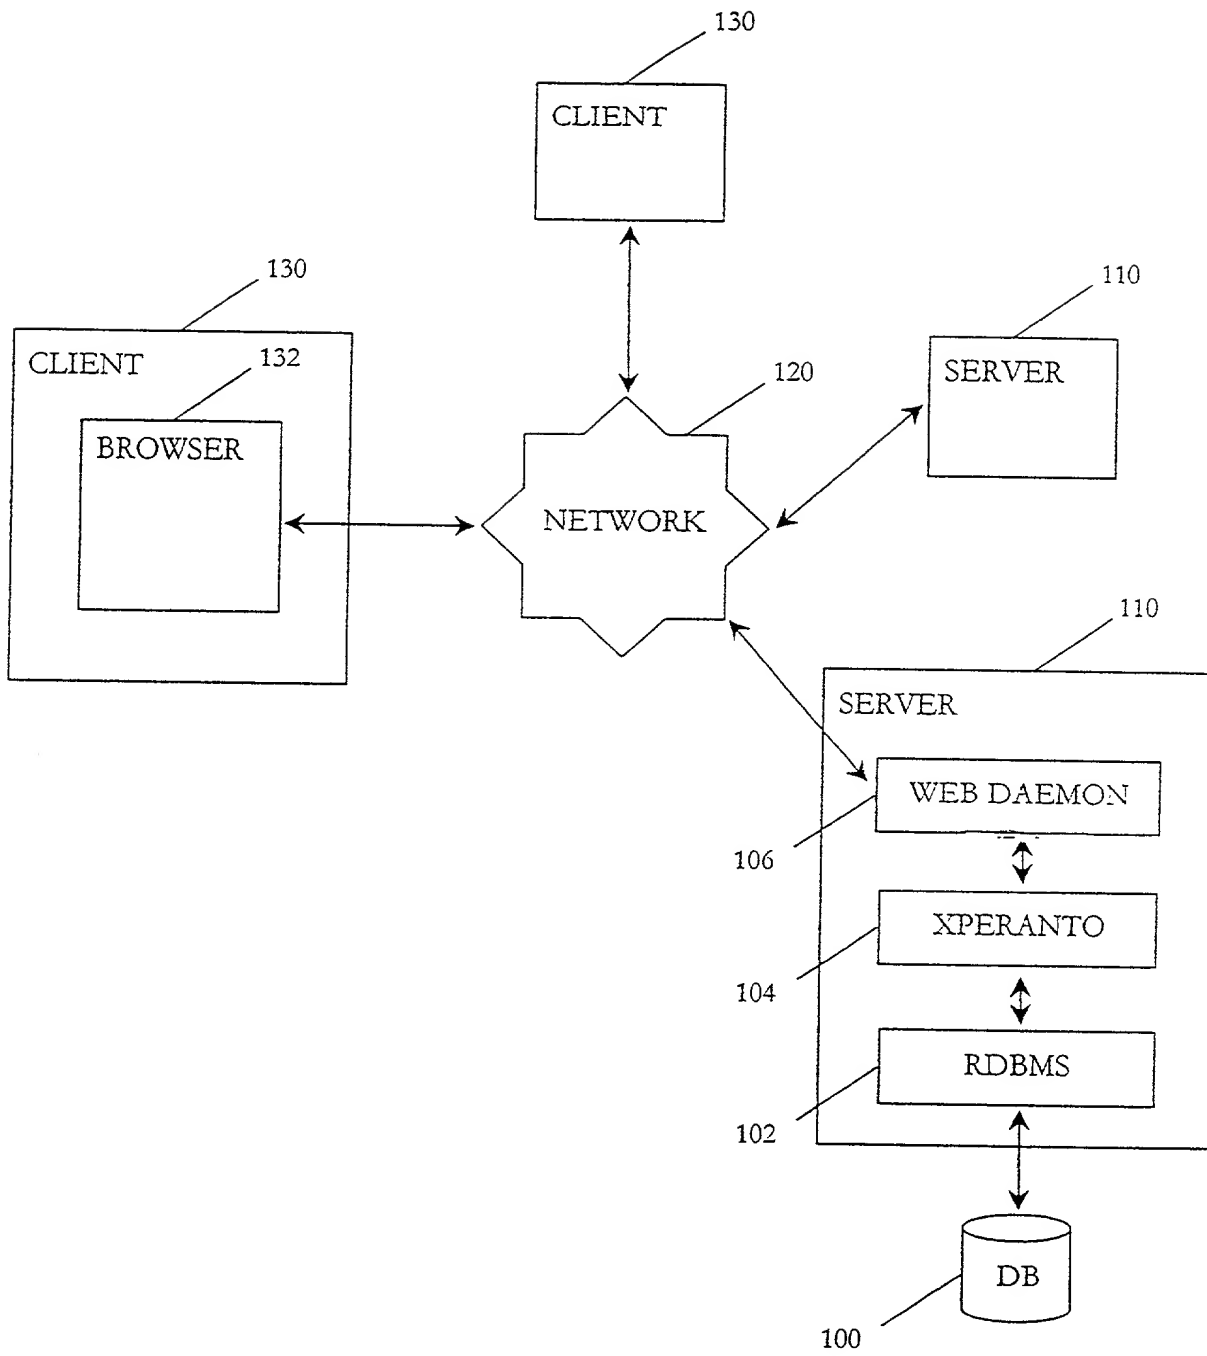 130
CLIENT
130
CLIENT
132
BROWSER
110
SERVER
120
NETWORK
110
SERVER
WEB DAEMON
106
XPERANTO
104
RDBMS
102
DB
100